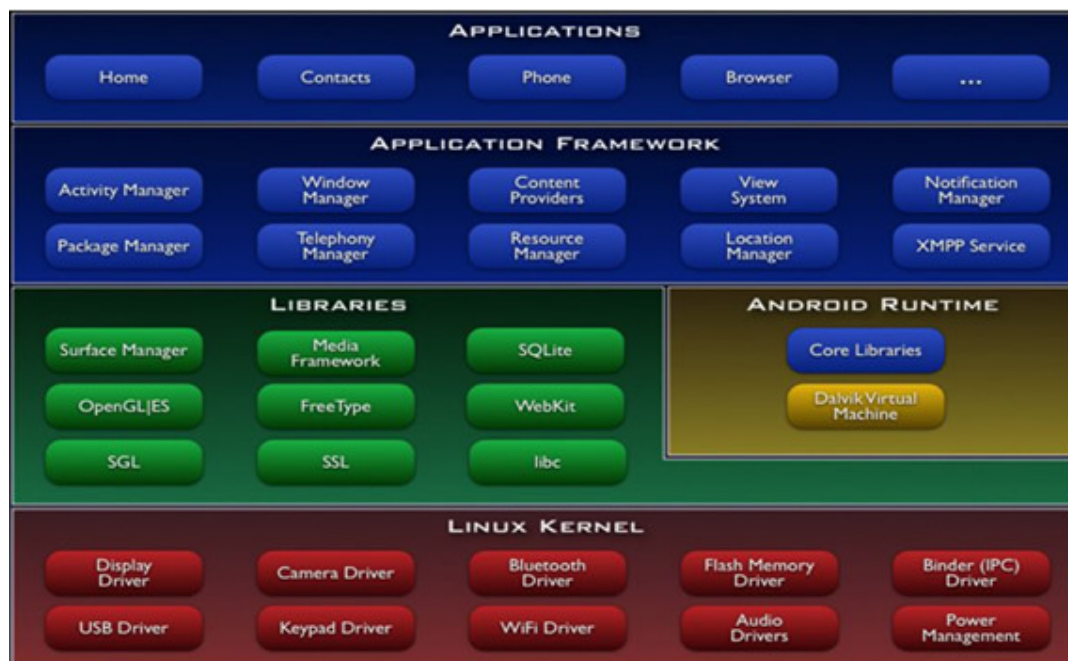 APPLICATIONS
Home
Contacts
Phone
Browser
...
APPLICATION FRAMEWORK
Activity Manager
Window
Manager
Content
Providers
View
System
Notification
Manager
Package Manager
Telephony
Manager
Resource
Manager
Location
Manager
XMPP Service
LIBRARIES
Surface Manager
Media
Framework
SQLite
OpenGL|ES
FreeType
WebKit
SGL
SSL
libc
ANDROID RUNTIME
Core Libraries
Dalvik Virtual
Machine
LINUX KERNEL
Display
Driver
Camera Driver
Bluetooth
Driver
Flash Memory
Driver
Binder (IPC)
Driver
USB Driver
Keypad Driver
WiFi Driver
Audio
Drivers
Power
Management